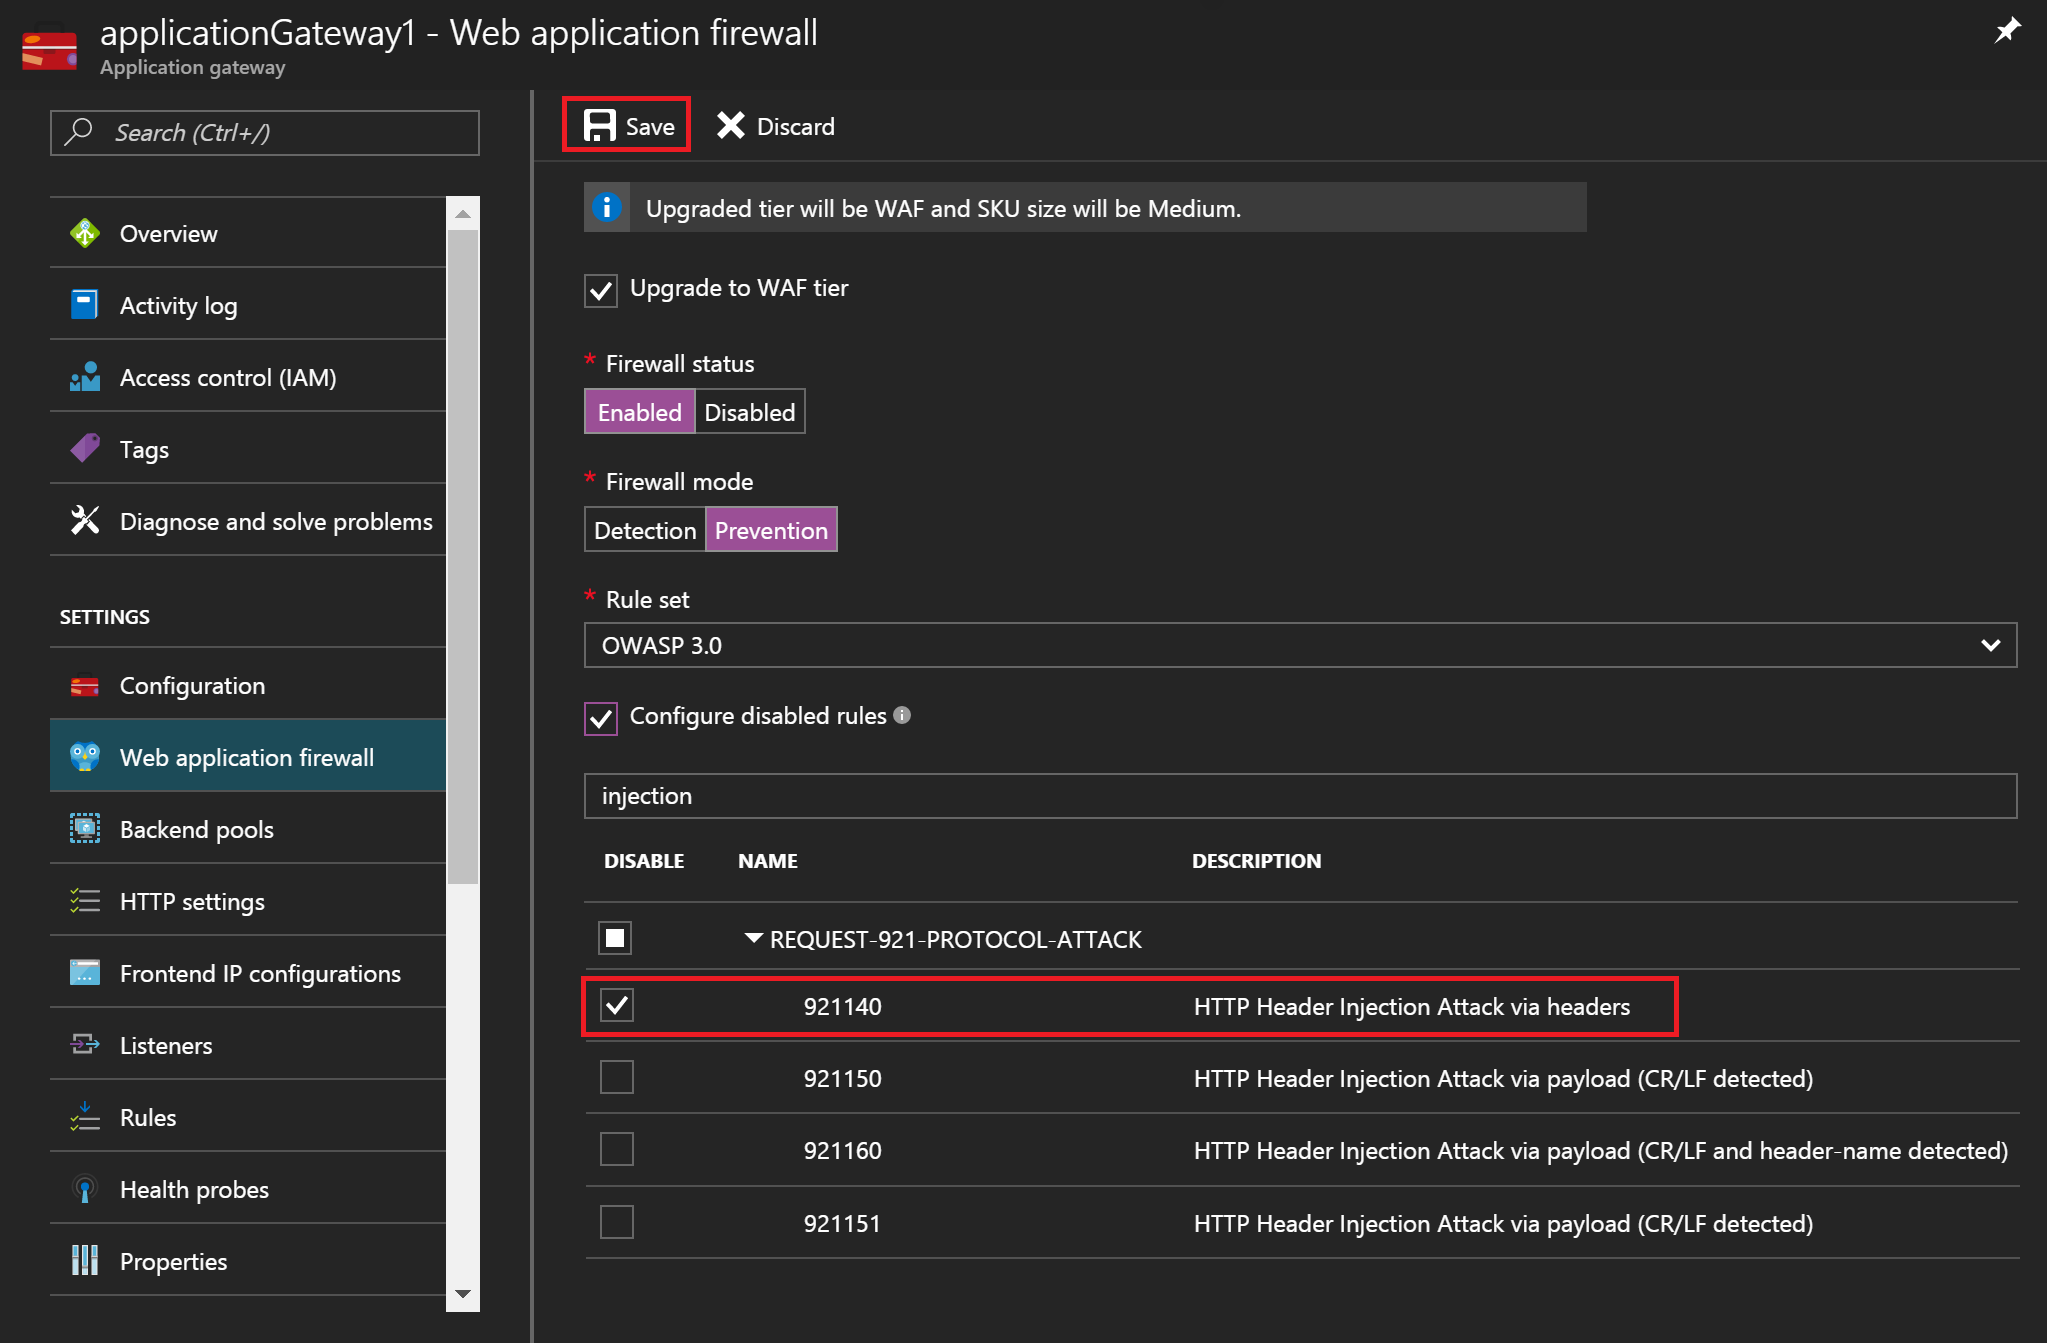 applicationGateway1 - Web application firewall
Application gateway
Search (Ctrl+/)
Overview
Activity log
Access control (IAM)
Tags
Diagnose and solve problems
SETTINGS
Configuration
Web application firewall
Backend pools
HTTP settings
Frontend IP configurations
Listeners
Rules
Health probes
Properties
Save Discard
Upgraded tier will be WAF and SKU size will be Medium.
Upgrade to WAF tier
* Firewall status
Enabled Disabled
* Firewall mode
Detection Prevention
* Rule set
OWASP 3.0
Configure disabled rules
injection
DISABLE NAME DESCRIPTION
REQUEST-921-PROTOCOL-ATTACK
921140 HTTP Header Injection Attack via headers
921150 HTTP Header Injection Attack via payload (CR/LF detected)
921160 HTTP Header Injection Attack via payload (CR/LF and header-name detected)
921151 HTTP Header Injection Attack via payload (CR/LF detected)